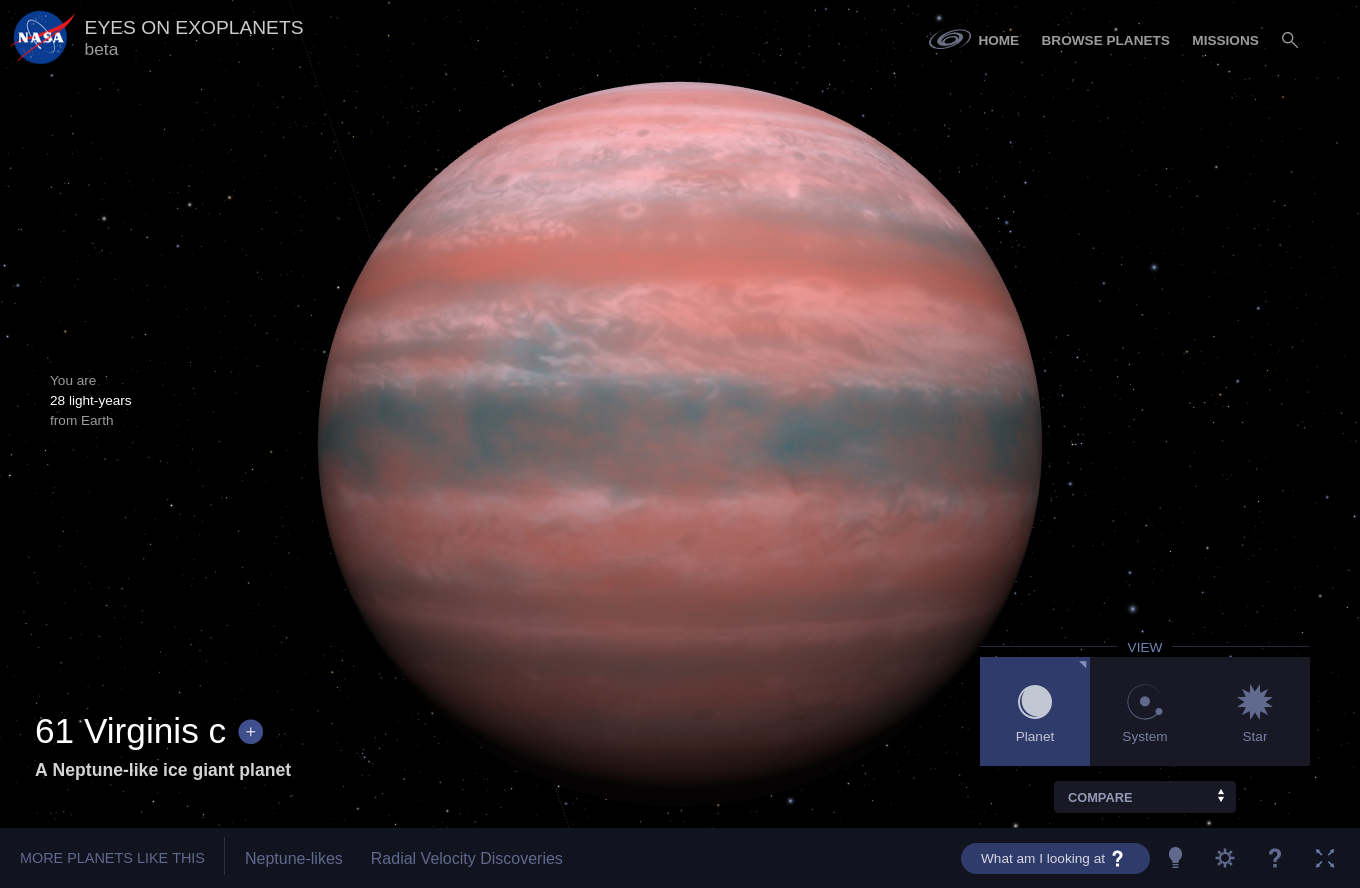 NASA
EYES ON EXOPLANETS
beta
HOME
BROWSE PLANETS
MISSIONS
You are
28 light-years
from Earth
VIEW
Planet
System
Star
COMPARE
61 Virginis c +
A Neptune-like ice giant planet
MORE PLANETS LIKE THIS
Neptune-likes
Radial Velocity Discoveries
What am I looking at ?
?